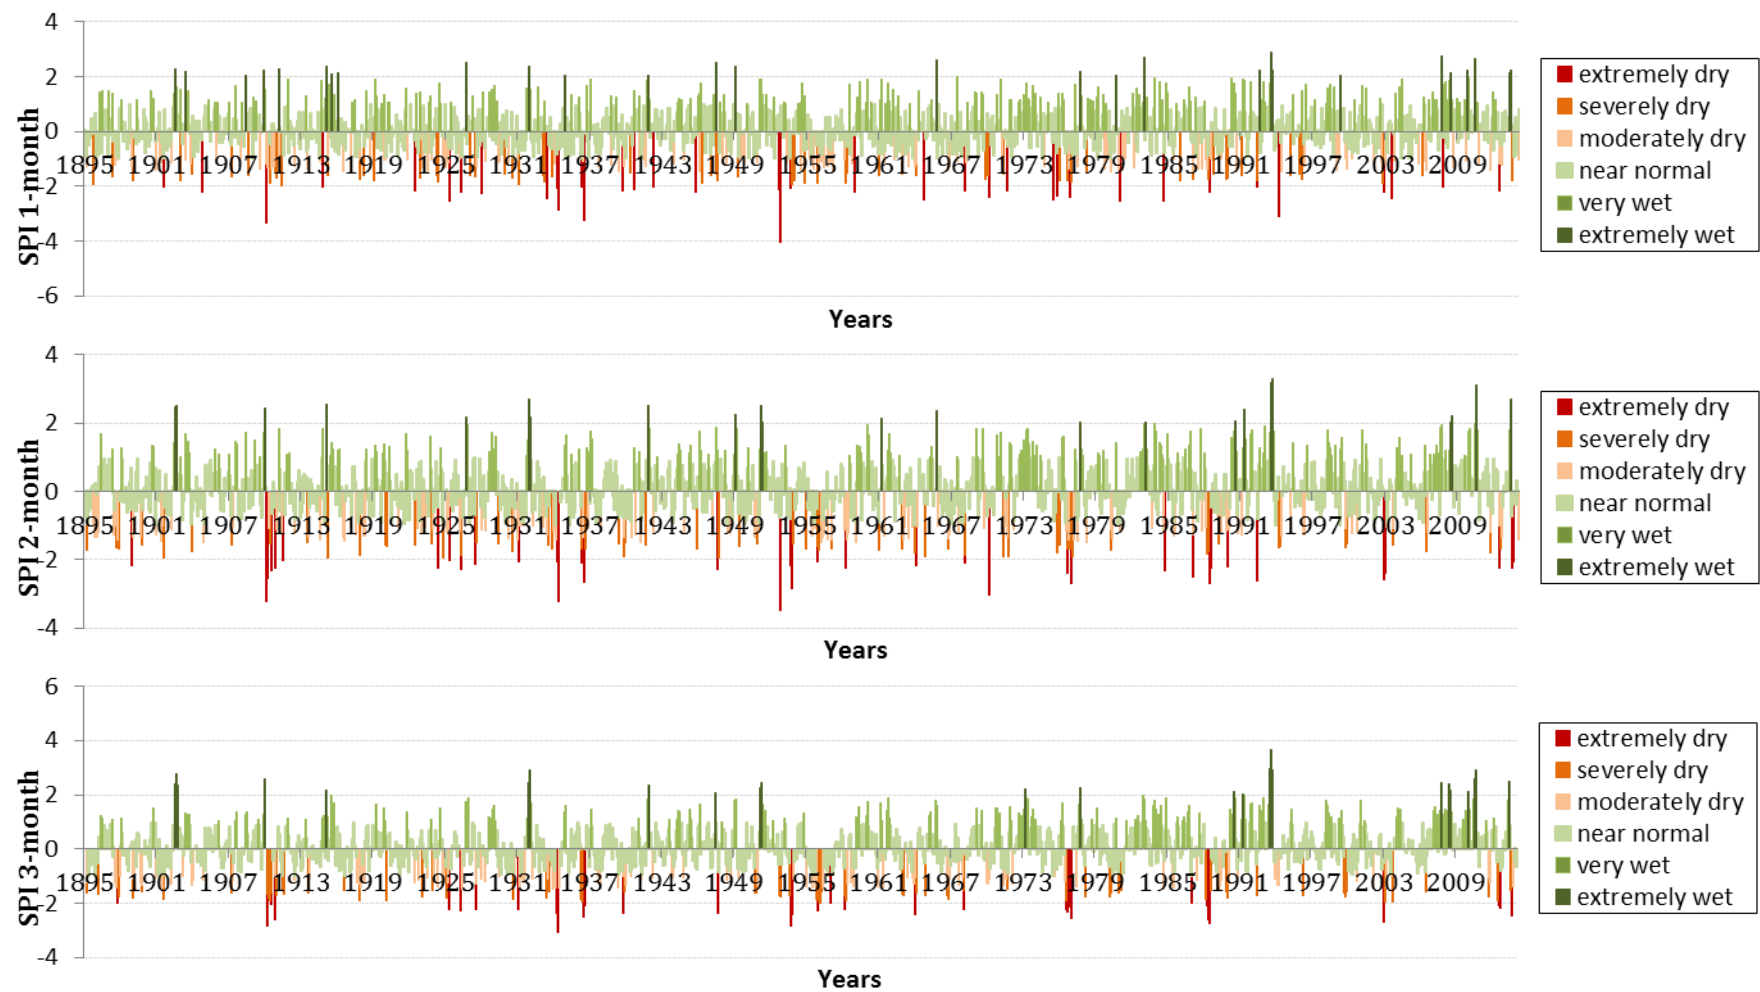 4
2
0
-2
-4
-6
SPI 1-month
1895 1901 1907 1913 1919 1925 1931 1937 1943 1949 1955 1961 1967 1973 1979 1985 1991 1997 2003 2009
Years
extremely dry
severely dry
moderately dry
near normal
very wet
extremely wet
4
2
0
-2
-4
SPI 2-month
1895 1901 1907 1913 1919 1925 1931 1937 1943 1949 1955 1961 1967 1973 1979 1985 1991 1997 2003 2009
Years
extremely dry
severely dry
moderately dry
near normal
very wet
extremely wet
6
4
2
0
-2
-4
SPI 3-month
1895 1901 1907 1913 1919 1925 1931 1937 1943 1949 1955 1961 1967 1973 1979 1985 1991 1997 2003 2009
Years
extremely dry
severely dry
moderately dry
near normal
very wet
extremely wet